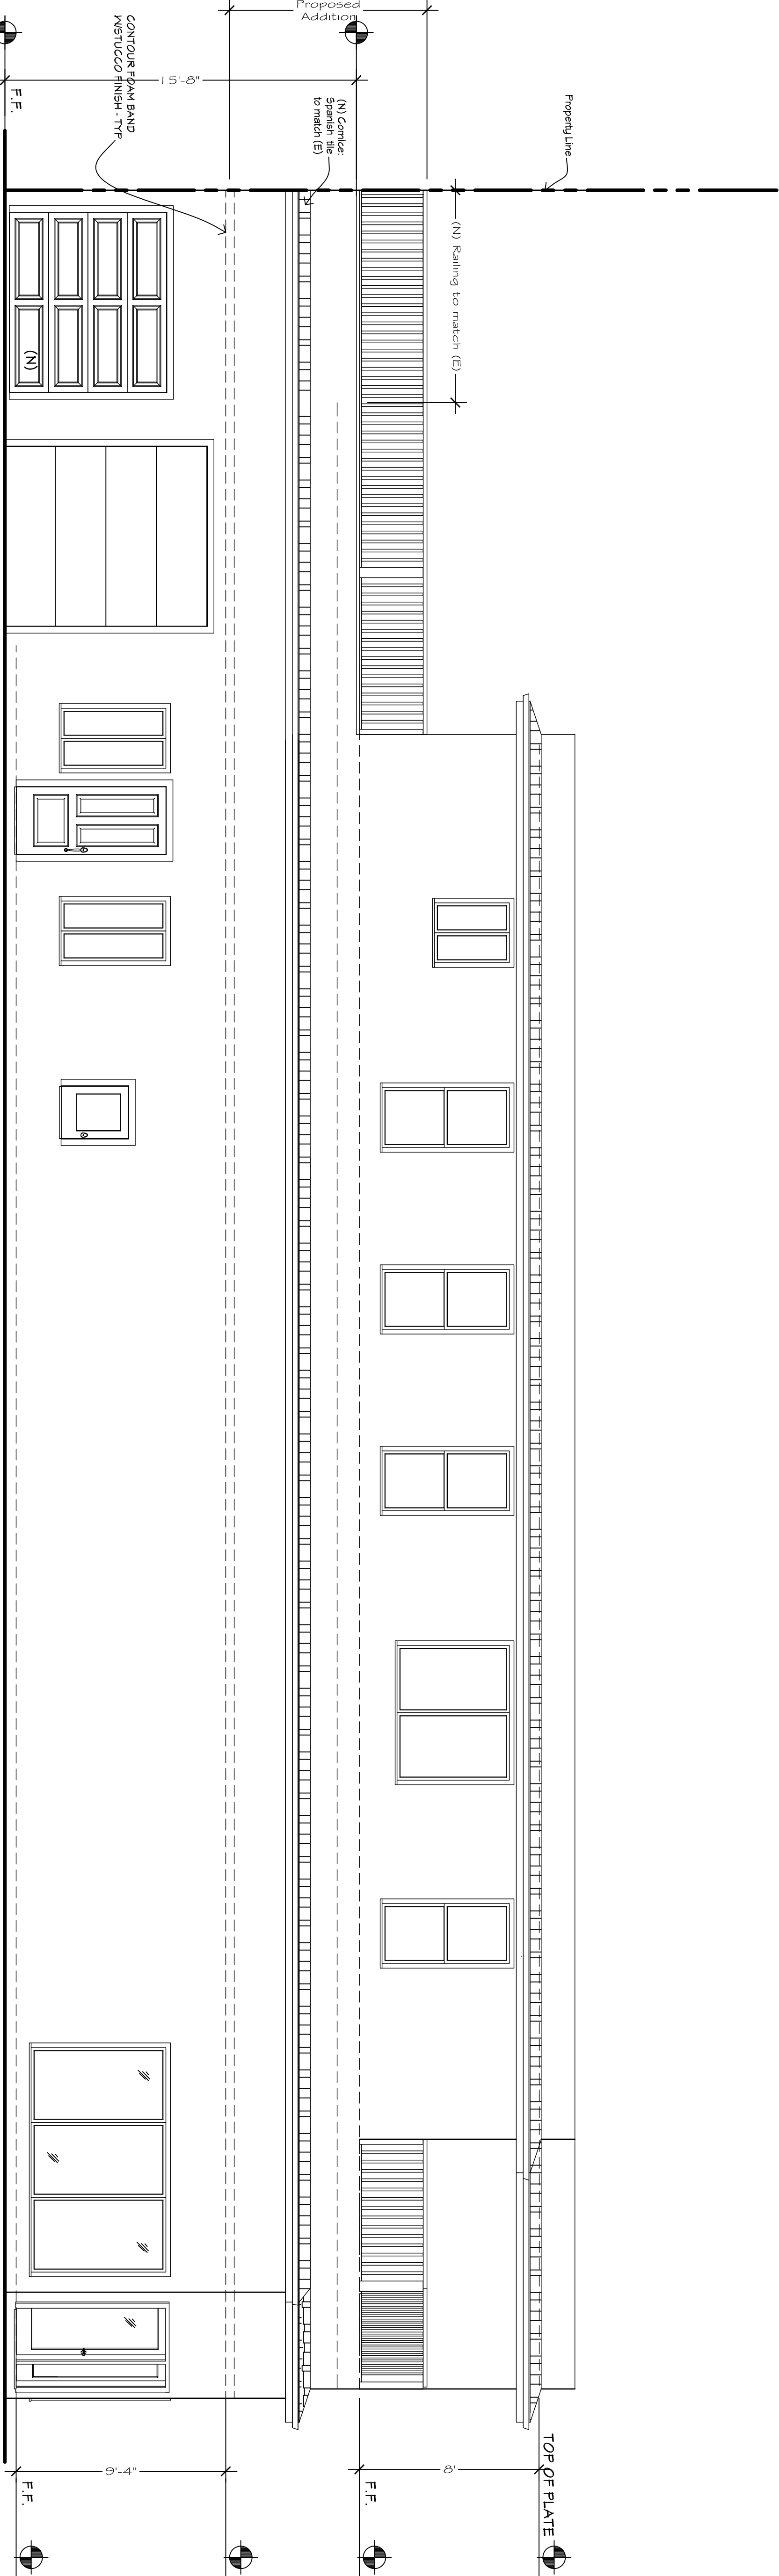 Proposed
Addition
15'-8"
F.F.
CONTOUR FOAM BAND
W/STUCCO FINISH - TYP
(N) Cornice:
Spanish tile
to match (E)
Property Line
(N) Railing to match (E)
(N)
TOP OF PLATE
8'
F.F.
9'-4"
F.F.